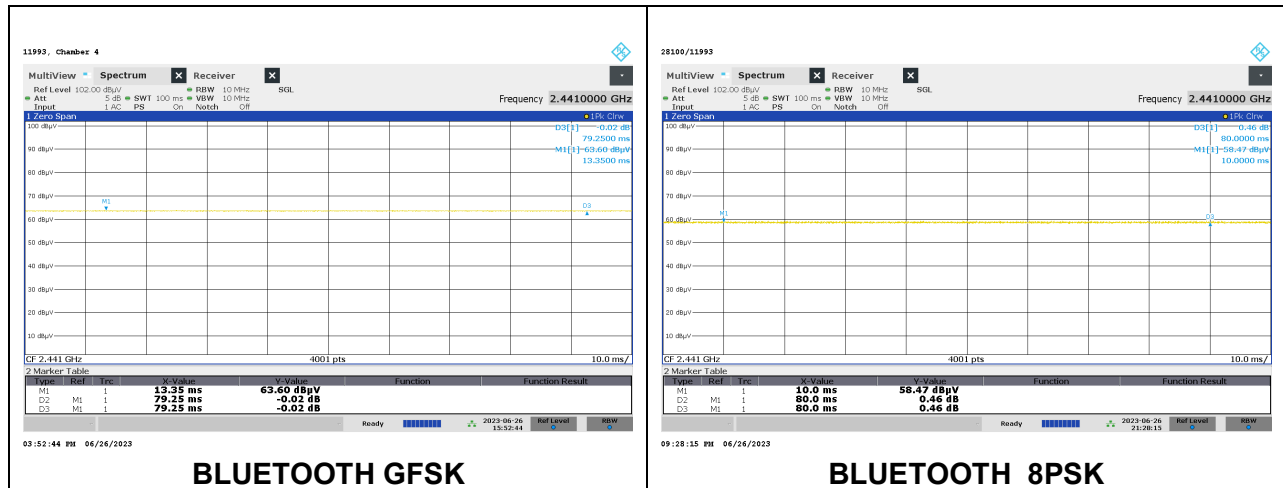 11993, Chamber 4
MultiView Spectrum X Receiver X
Ref Level 102.00 dBµV RBW 10 MHz SGL
Att 5 dB SWT 100 ms VBW 10 MHz
Input 1 AC PS On Notch Off
Frequency 2.4410000 GHz
1 Zero Span 1Pk Clrw
100 dBµV
D3[1] -0.02 dB
79.2500 ms
90 dBµV
M1[1] 63.60 dBµV
13.3500 ms
80 dBµV
70 dBµV
M1
D3
60 dBµV
50 dBµV
40 dBµV
30 dBµV
20 dBµV
10 dBµV
CF 2.441 GHz 4001 pts 10.0 ms/
2 Marker Table
Type Ref Trc X-Value Y-Value Function Function Result
M1 1 13.35 ms 63.60 dBµV
D2 M1 1 79.25 ms -0.02 dB
D3 M1 1 79.25 ms -0.02 dB
Ready 2023-06-26 Ref Level RBW
15:52:44
03:52:44 PM 06/26/2023
BLUETOOTH GFSK
28100/11993
MultiView Spectrum X Receiver X
Ref Level 102.00 dBµV RBW 10 MHz SGL
Att 5 dB SWT 100 ms VBW 10 MHz
Input 1 AC PS On Notch Off
Frequency 2.4410000 GHz
1 Zero Span 1Pk Clrw
100 dBµV
D3[1] 0.46 dB
80.0000 ms
90 dBµV
M1[1] 58.47 dBµV
10.0000 ms
80 dBµV
70 dBµV
M1
D3
60 dBµV
50 dBµV
40 dBµV
30 dBµV
20 dBµV
10 dBµV
CF 2.441 GHz 4001 pts 10.0 ms/
2 Marker Table
Type Ref Trc X-Value Y-Value Function Function Result
M1 1 10.0 ms 58.47 dBµV
D2 M1 1 80.0 ms 0.46 dB
D3 M1 1 80.0 ms 0.46 dB
Ready 2023-06-26 Ref Level RBW
21:28:15
09:28:15 PM 06/26/2023
BLUETOOTH 8PSK